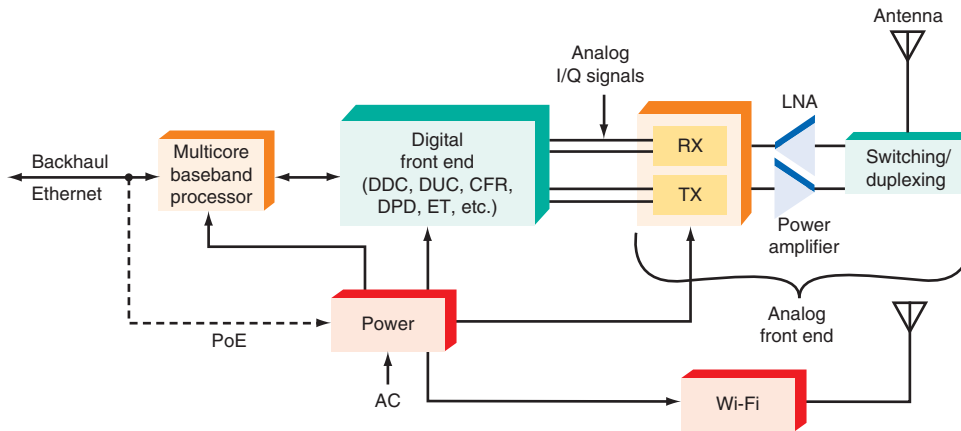 Antenna
Analog
I/Q signals
LNA
Backhaul
Ethernet
Multicore
baseband
processor
Digital
front end
(DDC, DUC, CFR,
DPD, ET, etc.)
RX
TX
Switching/
duplexing
Power
amplifier
Analog
front end
Power
PoE
AC
Wi-Fi